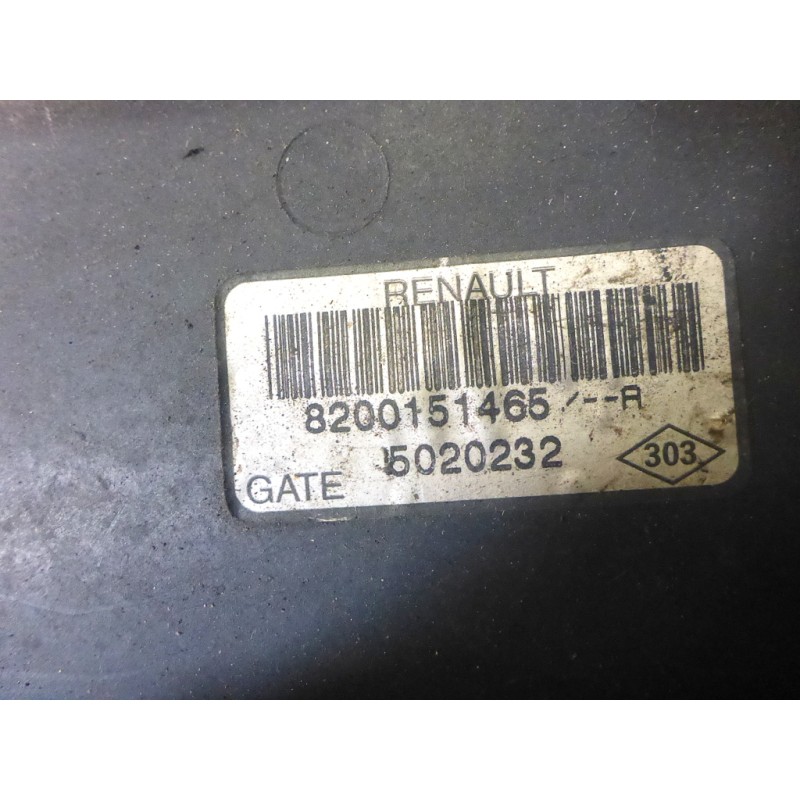 RENAULT
8200151465/--A
5020232
303
GATE